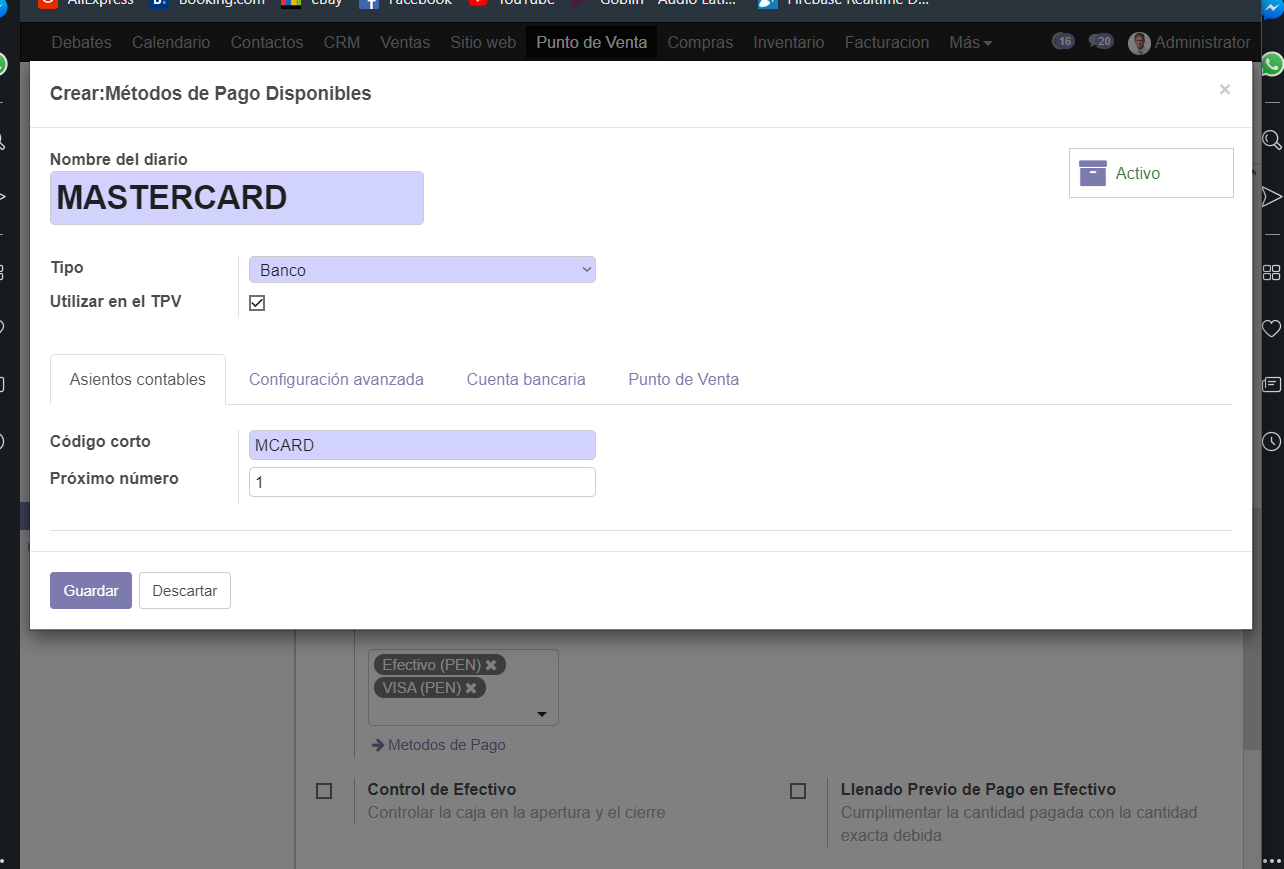 AliExpress Booking.com ebay Facebook YouTube Goblin Audio Lati... Firebase Realtime D...
Debates Calendario Contactos CRM Ventas Sitio web Punto de Venta Compras Inventario Facturacion Más 16 20 Administrator
Crear:Métodos de Pago Disponibles ×
Nombre del diario
MASTERCARD
Activo
Tipo Banco
Utilizar en el TPV
Asientos contables Configuración avanzada Cuenta bancaria Punto de Venta
Código corto MCARD
Próximo número 1
Guardar Descartar
Efectivo (PEN) ✖
VISA (PEN) ✖
Metodos de Pago
Control de Efectivo Llenado Previo de Pago en Efectivo
Controlar la caja en la apertura y el cierre Cumplimentar la cantidad pagada con la cantidad
exacta debida